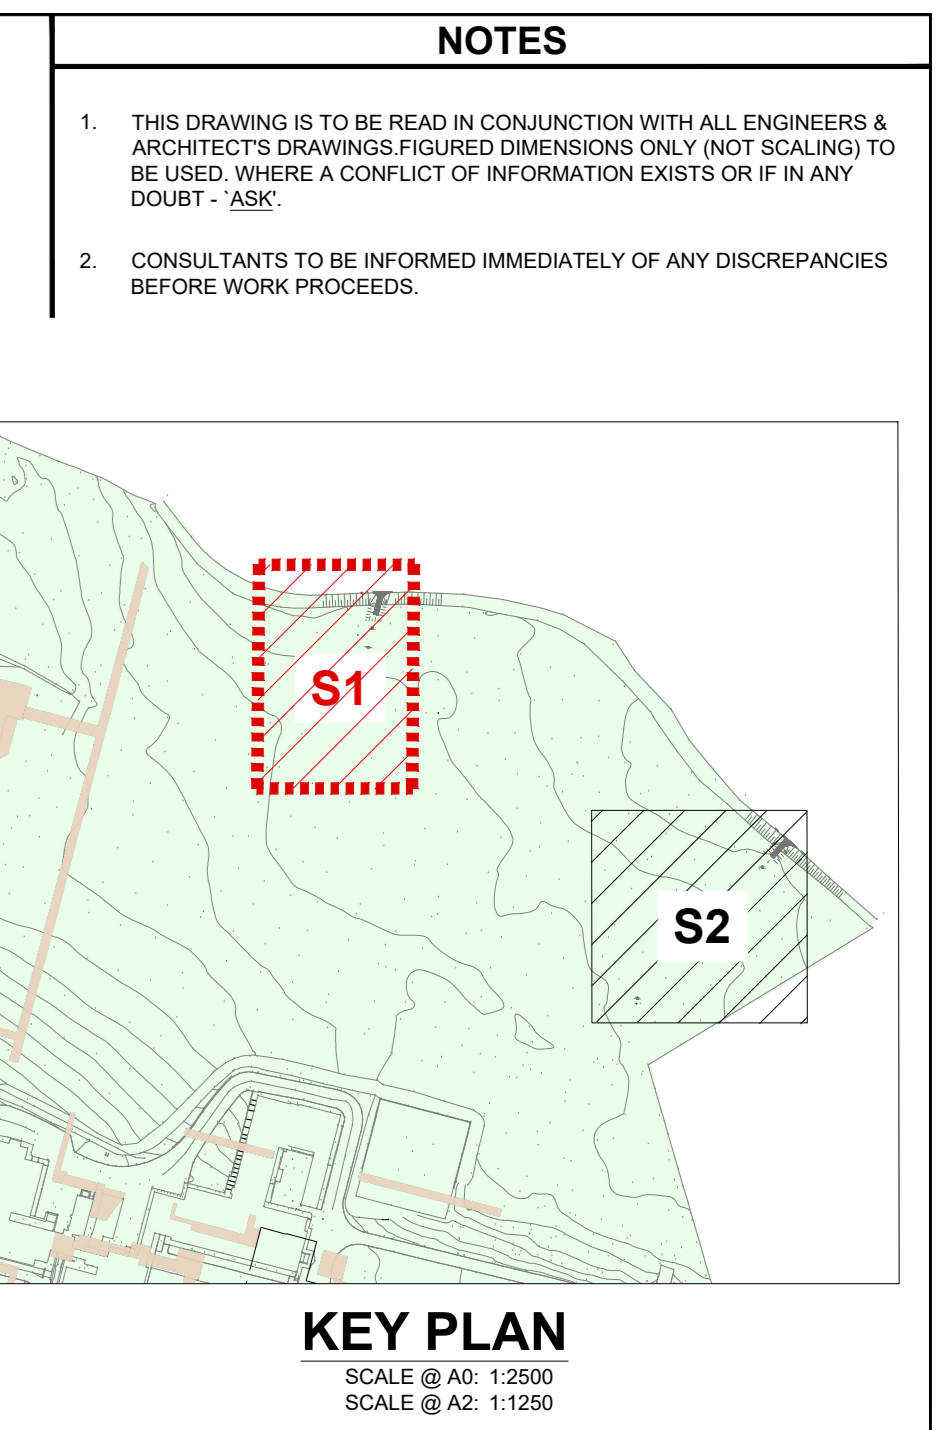 NOTES
1. THIS DRAWING IS TO BE READ IN CONJUNCTION WITH ALL ENGINEERS &
ARCHITECT'S DRAWINGS.FIGURED DIMENSIONS ONLY (NOT SCALING) TO
BE USED. WHERE A CONFLICT OF INFORMATION EXISTS OR IF IN ANY
DOUBT - `ASK'.
2. CONSULTANTS TO BE INFORMED IMMEDIATELY OF ANY DISCREPANCIES
BEFORE WORK PROCEEDS.
S1
S2
KEY PLAN
SCALE @ A0: 1:2500
SCALE @ A2: 1:1250